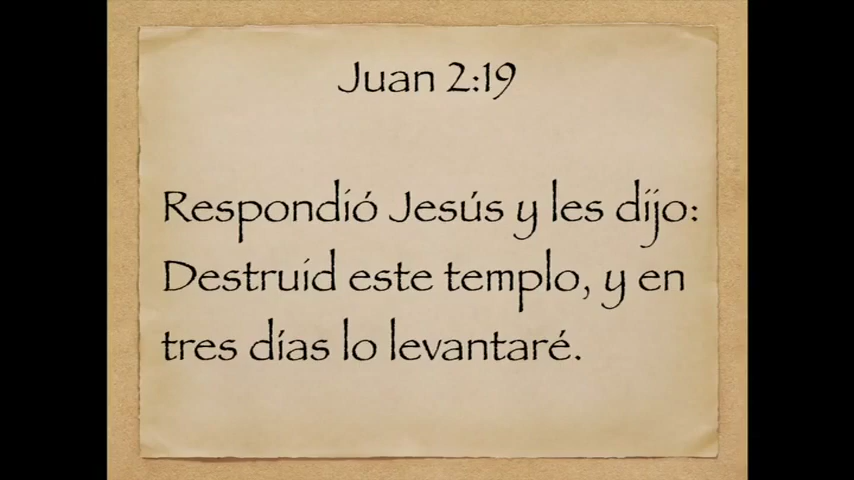 Juan 2:19
Respondió Jesús y les dijo:
Destruid este templo, y en
tres días lo levantaré.